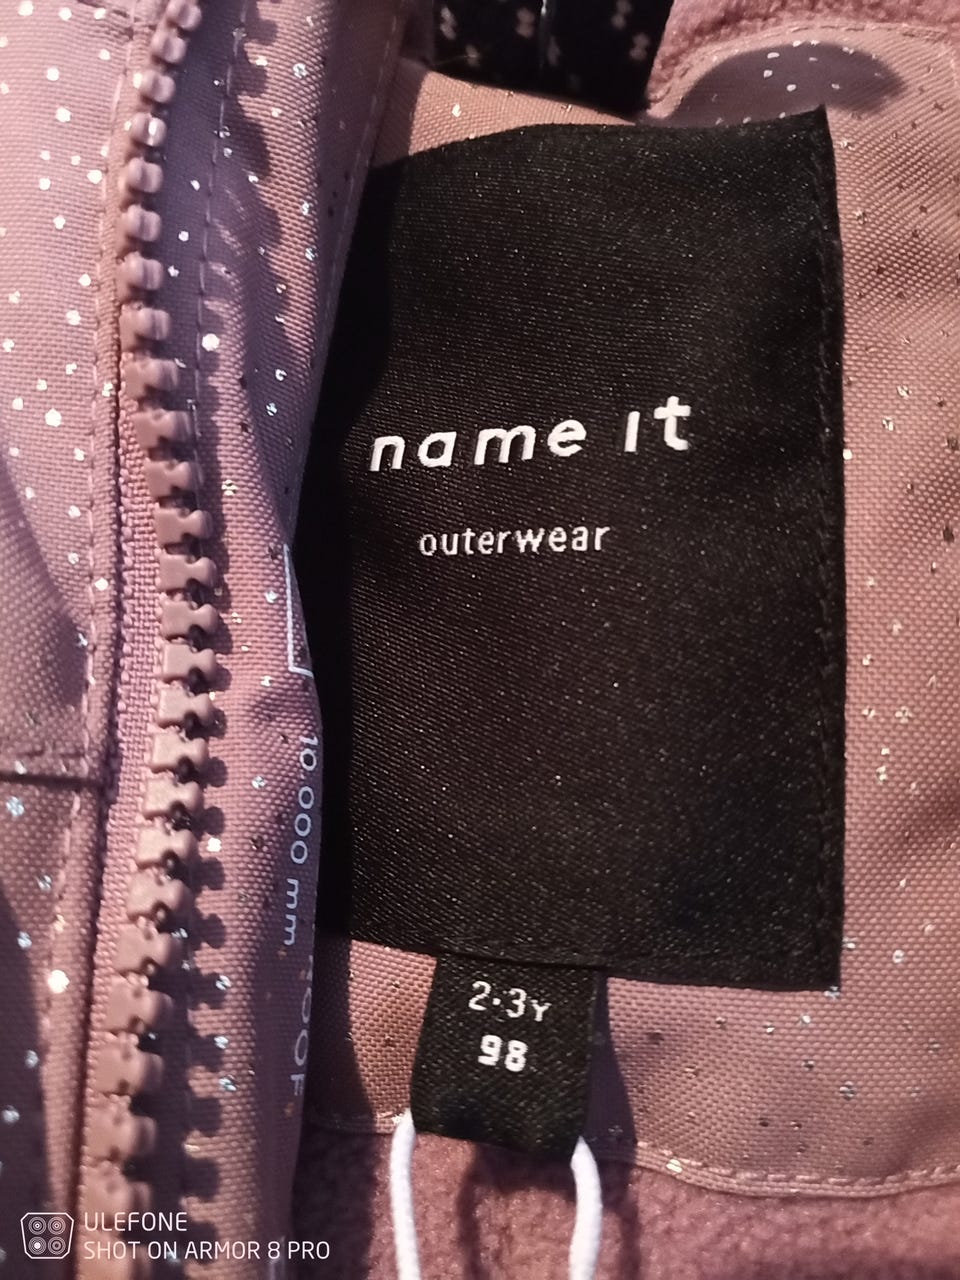 name it
outerwear
10 000 mm
2-3Y
98
ULEFONE
SHOT ON ARMOR 8 PRO